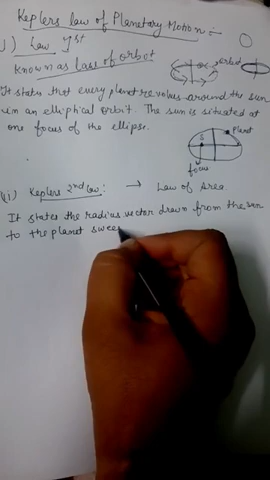 Keplers law of Planetary Motion :-
i) Law 1st
Known as Law of orbit
orbit
It states that every planet revolves around the sun
in an elliptical orbit. The sun is situated at
one focus of the ellipse.
planet
S
focus
ii) Keplers 2nd law : → Law of Area
It states the radius vector drawn from the sun
to the planet swee